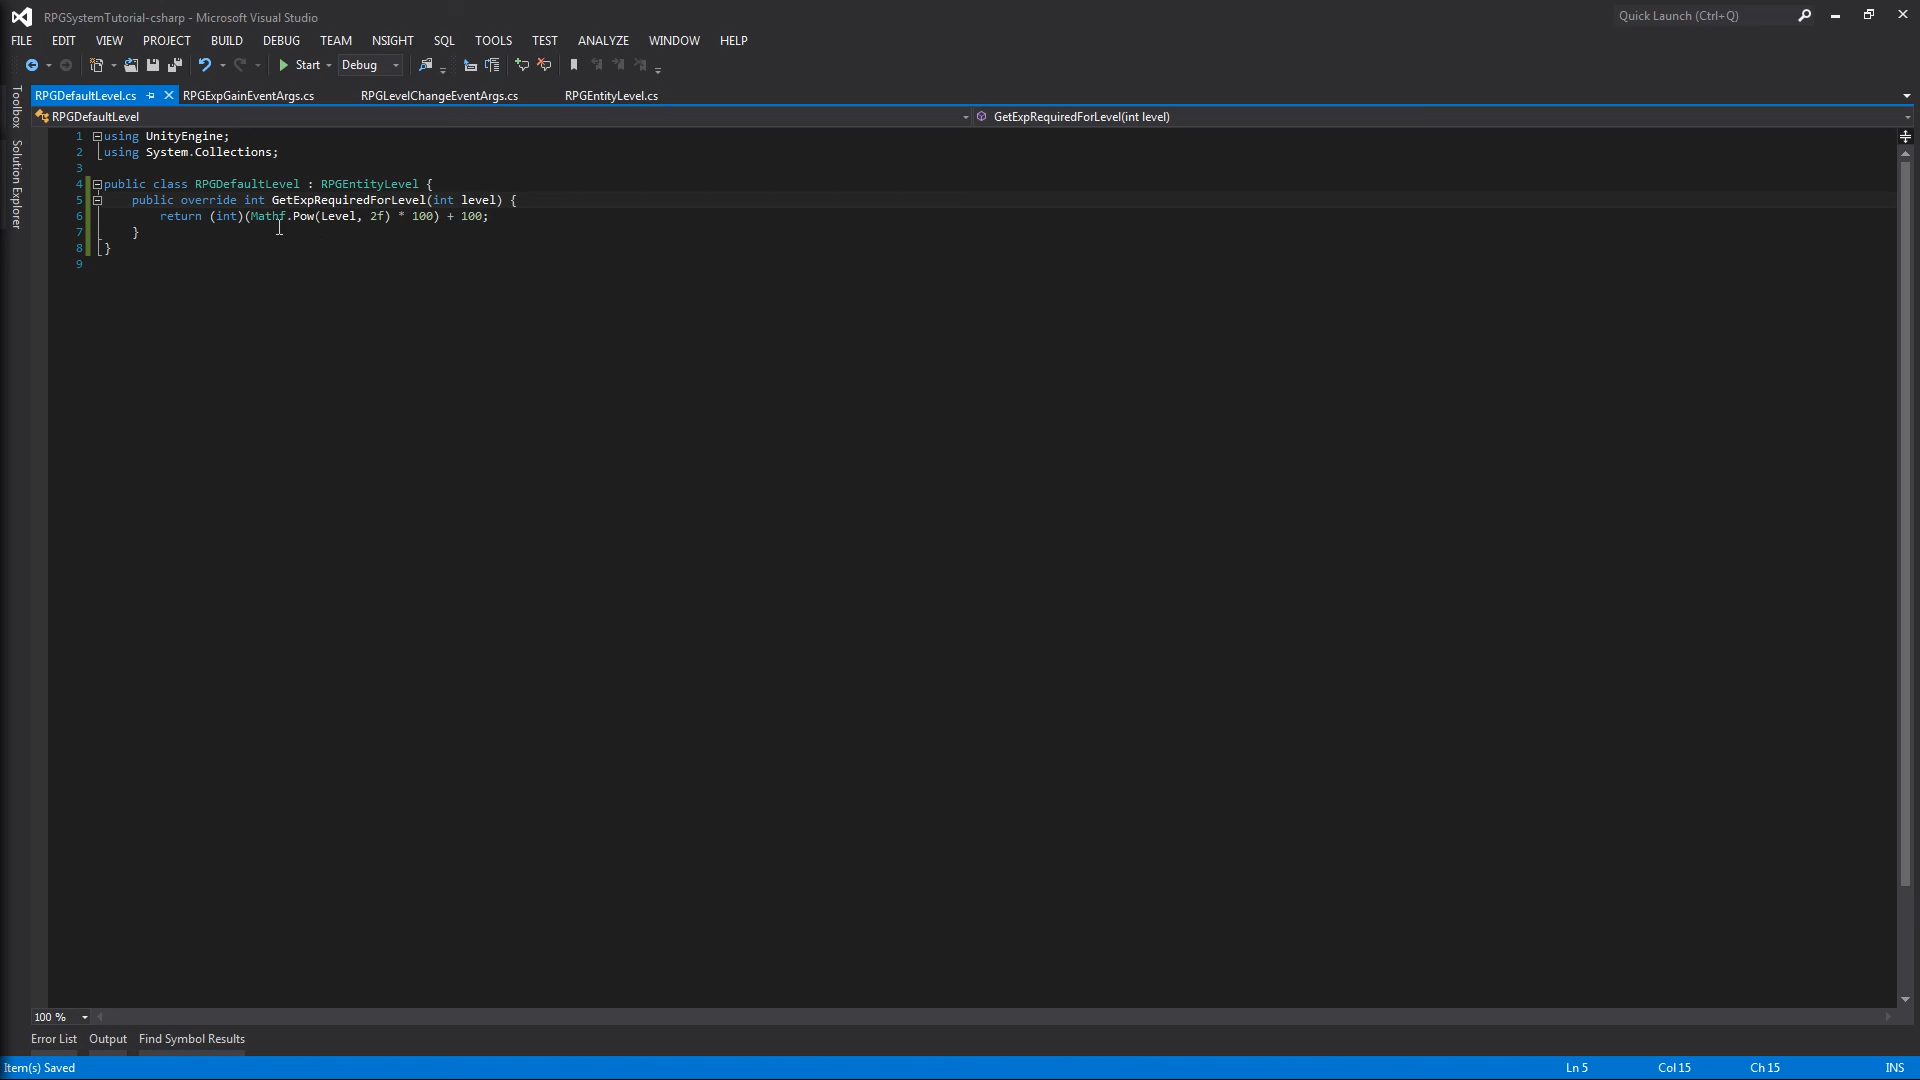 RPGSystemTutorial-csharp - Microsoft Visual Studio
Quick Launch (Ctrl+Q)
FILE EDIT VIEW PROJECT BUILD DEBUG TEAM NSIGHT SQL TOOLS TEST ANALYZE WINDOW HELP
Start Debug
Toolbox
Solution Explorer
RPGDefaultLevel.cs RPGExpGainEventArgs.cs RPGLevelChangeEventArgs.cs RPGEntityLevel.cs
RPGDefaultLevel GetExpRequiredForLevel(int level)
1 using UnityEngine;
2 using System.Collections;
3
4 public class RPGDefaultLevel : RPGEntityLevel {
5 public override int GetExpRequiredForLevel(int level) {
6 return (int)(Mathf.Pow(Level, 2f) * 100) + 100;
7 }
8 }
9
100 %
Error List Output Find Symbol Results
Item(s) Saved Ln 5 Col 15 Ch 15 INS